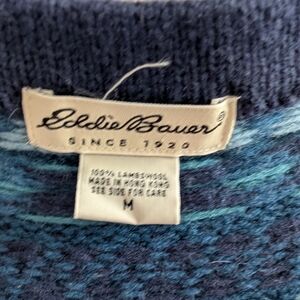 Eddie Bauer®
SINCE 1920
100% LAMBSWOOL
MADE IN HONG KONG
SEE SIDE FOR CARE
M